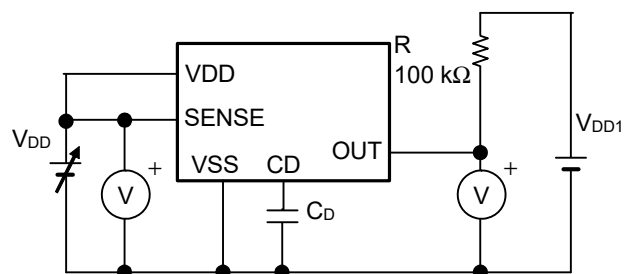 VDD
SENSE
VSS
CD
OUT
R
100 kΩ
VDD
+
V
CD
+
V
VDD1